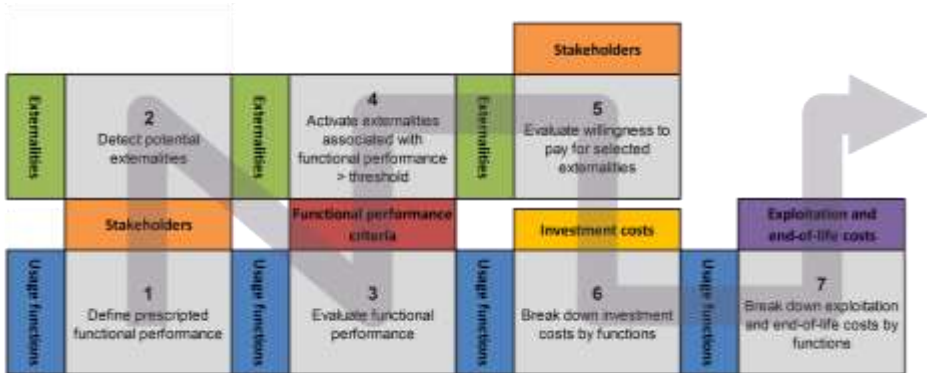 Stakeholders
Externalities
2
Detect potential
externalities
Externalities
4
Activate externalities
associated with
functional performance
> threshold
Externalities
5
Evaluate willingness to
pay for selected
externalities
Stakeholders
Functional performance
criteria
Investment costs
Exploitation and
end-of-life costs
Usage functions
1
Define prescripted
functional performance
Usage functions
3
Evaluate functional
performance
Usage functions
6
Break down investment
costs by functions
Usage functions
7
Break down exploitation
and end-of-life costs by
functions